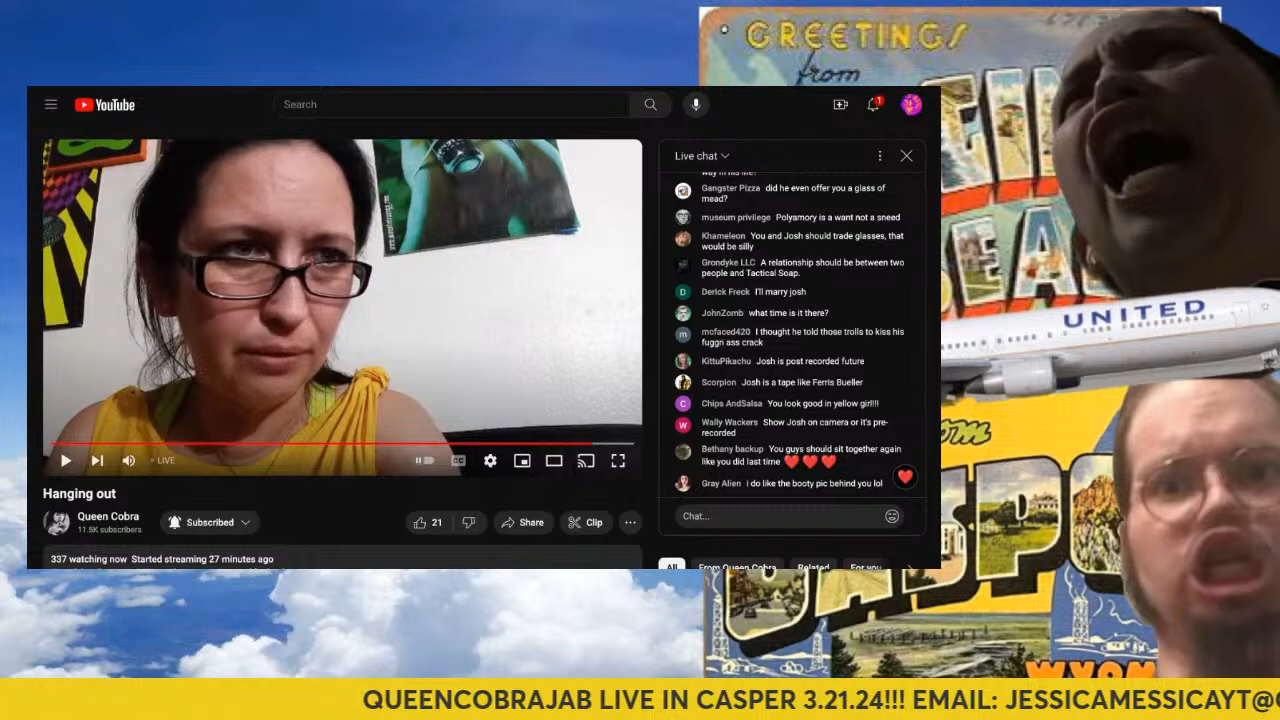 GREETINGS
from
YouTube
Search
1
Live chat
way in his life?
Gangster Pizza did he even offer you a glass of
mead?
museum privilege Polyamory is a want not a sneed
Khameleon You and Josh should trade glasses, that
would be silly
Grondyke LLC A relationship should be between two
people and Tactical Soap.
D Derick Freck I'll marry josh
JohnZomb what time is it there?
m mcfaced420 I thought he told those trolls to kiss his
fuggn ass crack
KittuPikachu Josh is post recorded future
Scorpion Josh is a tape like Ferris Bueller
C Chips AndSalsa You look good in yellow girl!!!
W Wally Wackers Show Josh on camera or it's pre-
recorded
Bethany backup You guys should sit together again
like you did last time ❤️❤️❤️
Gray Alien i do like the booty pic behind you lol
Chat...
LIVE
CC
Hanging out
Queen Cobra
11.5K subscribers
Subscribed
21
Share
Clip
337 watching now Started streaming 27 minutes ago
All From Queen Cobra Related For you
UNITED
QUEENCOBRAJAB LIVE IN CASPER 3.21.24!!! EMAIL: JESSICAMESSICAYT@